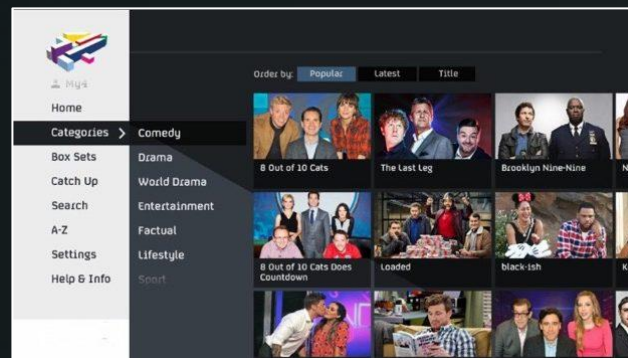 Order by: Popular Latest Title
My4
Home
Categories >
Box Sets
Catch Up
Search
A-Z
Settings
Help & Info
Comedy
Drama
World Drama
Entertainment
Factual
Lifestyle
Sport
8 Out of 10 Cats
The Last Leg
Brooklyn Nine-Nine
N
8 Out of 10 Cats Does
Countdown
Loaded
black-ish
K